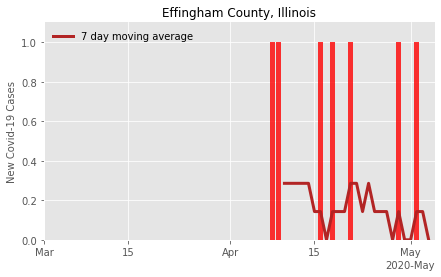 Effingham County, Illinois
7 day moving average
New Covid-19 Cases
1.0
0.8
0.6
0.4
0.2
0.0
Mar 15 Apr 15 May
2020-May